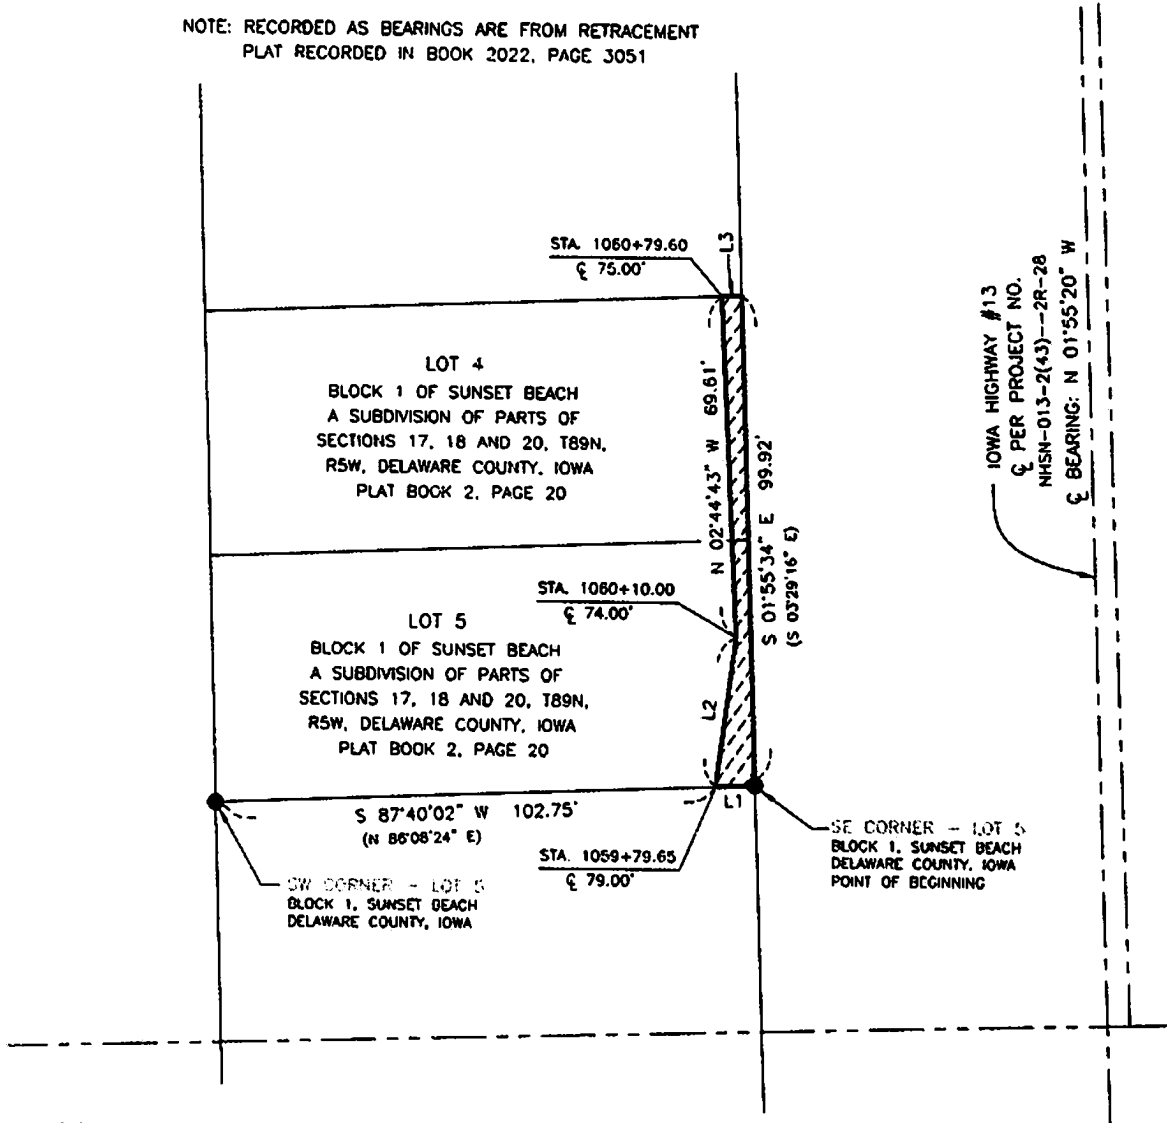 NOTE: RECORDED AS BEARINGS ARE FROM RETRACEMENT
PLAT RECORDED IN BOOK 2022, PAGE 3051
STA. 1060+79.60
℄ 75.00'
L3
LOT 4
BLOCK 1 OF SUNSET BEACH
A SUBDIVISION OF PARTS OF
SECTIONS 17, 18 AND 20, T89N,
R5W, DELAWARE COUNTY, IOWA
PLAT BOOK 2, PAGE 20
N 02°44'43" W 69.61'
S 01°55'34" E 99.92'
(S 03°29'16" E)
IOWA HIGHWAY #13
℄ PER PROJECT NO.
NHSN-013-2(43)--2R-28
℄ BEARING: N 01°55'20" W
STA. 1060+10.00
℄ 74.00'
LOT 5
BLOCK 1 OF SUNSET BEACH
A SUBDIVISION OF PARTS OF
SECTIONS 17, 18 AND 20, T89N,
R5W, DELAWARE COUNTY, IOWA
PLAT BOOK 2, PAGE 20
L2
L1
S 87°40'02" W 102.75'
(N 86°08'24" E)
STA. 1059+79.65
℄ 79.00'
SE CORNER - LOT 5
BLOCK 1, SUNSET BEACH
DELAWARE COUNTY, IOWA
POINT OF BEGINNING
SW CORNER - LOT 5
BLOCK 1, SUNSET BEACH
DELAWARE COUNTY, IOWA